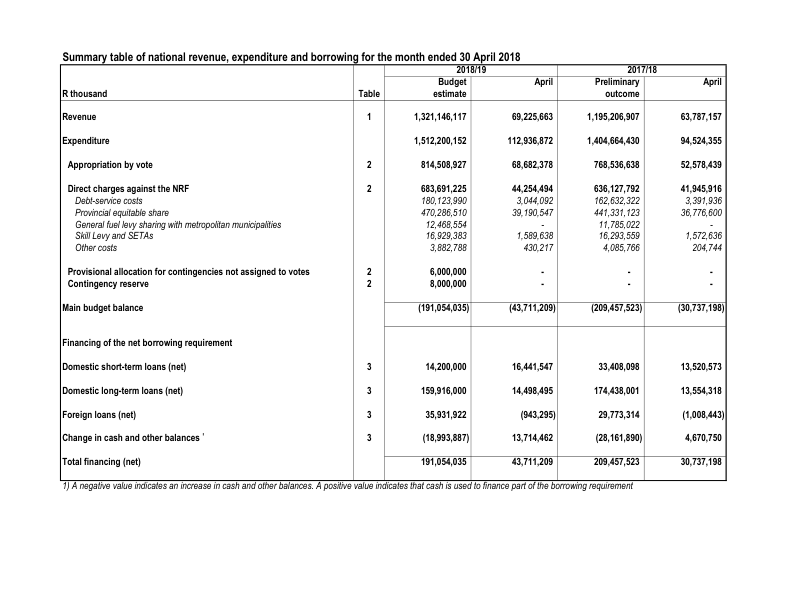 Summary table of national revenue, expenditure and borrowing for the month ended 30 April 2018
2018/19 2017/18
Budget April Preliminary April
R thousand Table estimate outcome
Revenue 1 1,321,146,117 69,225,663 1,195,206,907 63,787,157
Expenditure 1,512,200,152 112,936,872 1,404,664,430 94,524,355
Appropriation by vote 2 814,508,927 68,682,378 768,536,638 52,578,439
Direct charges against the NRF 2 683,691,225 44,254,494 636,127,792 41,945,916
Debt-service costs 180,123,990 3,044,092 162,632,322 3,391,936
Provincial equitable share 470,286,510 39,190,547 441,331,123 36,776,600
General fuel levy sharing with metropolitan municipalities 12,468,554 - 11,785,022 -
Skill Levy and SETAs 16,929,383 1,589,638 16,293,559 1,572,636
Other costs 3,882,788 430,217 4,085,766 204,744
Provisional allocation for contingencies not assigned to votes 2 6,000,000 - - -
Contingency reserve 2 8,000,000 - - -
Main budget balance (191,054,035) (43,711,209) (209,457,523) (30,737,198)
Financing of the net borrowing requirement
Domestic short-term loans (net) 3 14,200,000 16,441,547 33,408,098 13,520,573
Domestic long-term loans (net) 3 159,916,000 14,498,495 174,438,001 13,554,318
Foreign loans (net) 3 35,931,922 (943,295) 29,773,314 (1,008,443)
Change in cash and other balances ¹ 3 (18,993,887) 13,714,462 (28,161,890) 4,670,750
Total financing (net) 191,054,035 43,711,209 209,457,523 30,737,198
1) A negative value indicates an increase in cash and other balances. A positive value indicates that cash is used to finance part of the borrowing requirement